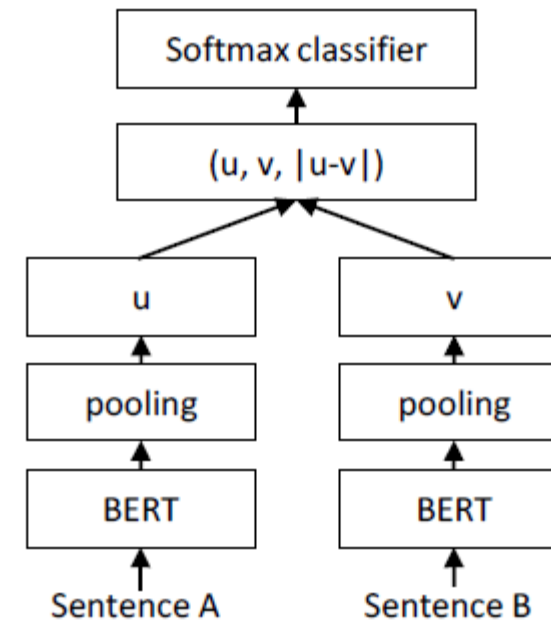 Softmax classifier
(u, v, |u-v|)
u
v
pooling
pooling
BERT
BERT
Sentence A
Sentence B